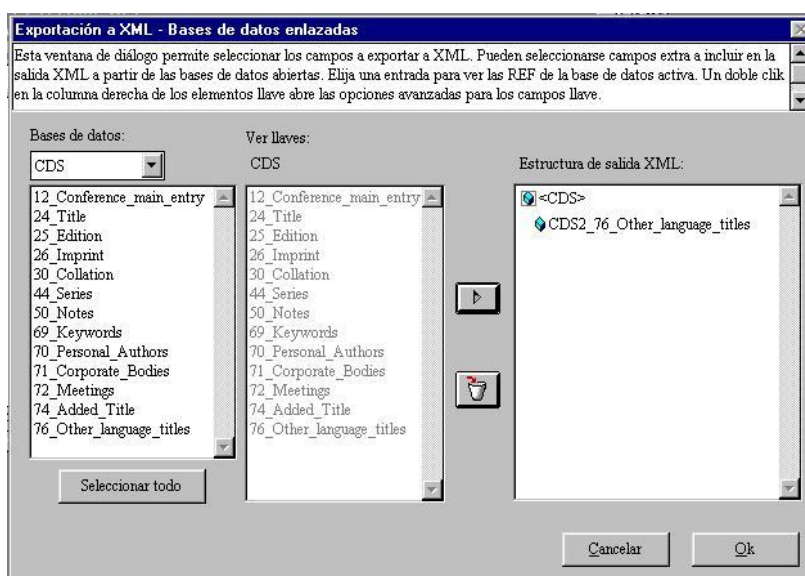 Exportación a XML - Bases de datos enlazadas
Esta ventana de diálogo permite seleccionar los campos a exportar a XML. Pueden seleccionarse campos extra a incluir en la
salida XML a partir de las bases de datos abiertas. Elija una entrada para ver las REF de la base de datos activa. Un doble clik
en la columna derecha de los elementos llave abre las opciones avanzadas para los campos llave.
Bases de datos:
CDS
12_Conference_main_entry
24_Title
25_Edition
26_Imprint
30_Collation
44_Series
50_Notes
69_Keywords
70_Personal_Authors
71_Corporate_Bodies
72_Meetings
74_Added_Title
76_Other_language_titles
Seleccionar todo
Ver llaves:
CDS
12_Conference_main_entry
24_Title
25_Edition
26_Imprint
30_Collation
44_Series
50_Notes
69_Keywords
70_Personal_Authors
71_Corporate_Bodies
72_Meetings
74_Added_Title
76_Other_language_titles
Estructura de salida XML:
<CDS>
CDS2_76_Other_language_titles
Cancelar
Ok